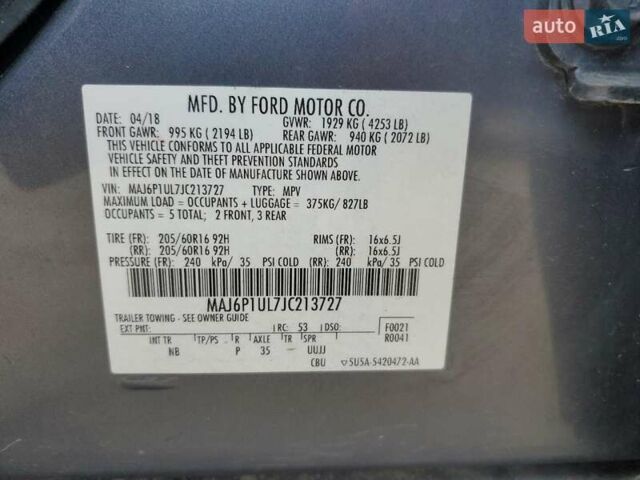 auto RIA.com
MFD. BY FORD MOTOR CO.
DATE: 04/18 GVWR: 1929 KG ( 4253 LB)
FRONT GAWR: 995 KG ( 2194 LB) REAR GAWR: 940 KG ( 2072 LB)
THIS VEHICLE CONFORMS TO ALL APPLICABLE FEDERAL MOTOR
VEHICLE SAFETY AND THEFT PREVENTION STANDARDS
IN EFFECT ON THE DATE OF MANUFACTURE SHOWN ABOVE.
VIN: MAJ6P1UL7JC213727 TYPE: MPV
MAXIMUM LOAD = OCCUPANTS + LUGGAGE = 375KG/ 827LB
OCCUPANTS = 5 TOTAL; 2 FRONT, 3 REAR
TIRE (FR): 205/60R16 92H RIMS (FR): 16x6.5J
(RR): 205/60R16 92H (RR): 16x6.5J
PRESSURE (FR): 240 kPa/ 35 PSI COLD (RR): 240 kPa/ 35 PSI COLD
MAJ6P1UL7JC213727
TRAILER TOWING - SEE OWNER GUIDE
EXT PNT: RC: 53 DSO: F0021
INT TR TP/PS R AXLE TR SPR R0041
NB P 35 UUJJ
CBU 5U5A-5420472-AA